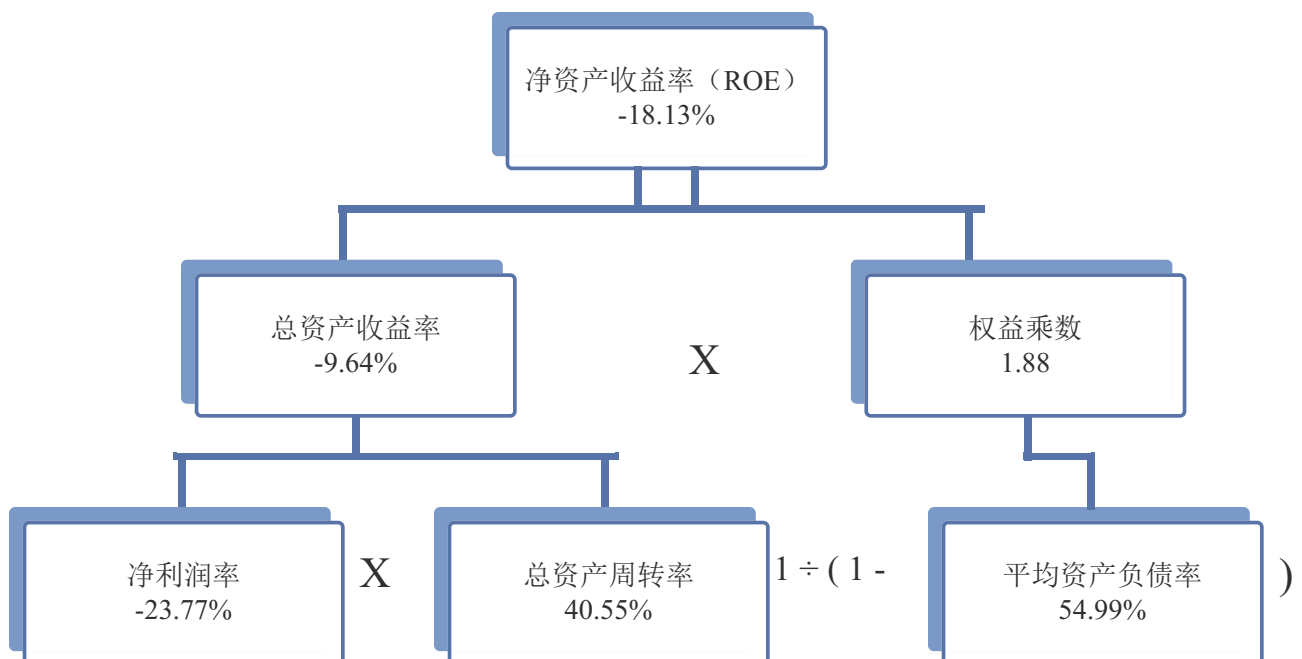 净资产收益率（ROE）
-18.13%
总资产收益率
-9.64%
X
权益乘数
1.88
净利润率
-23.77%
X
总资产周转率
40.55%
1 ÷ ( 1 -
平均资产负债率
54.99%
)